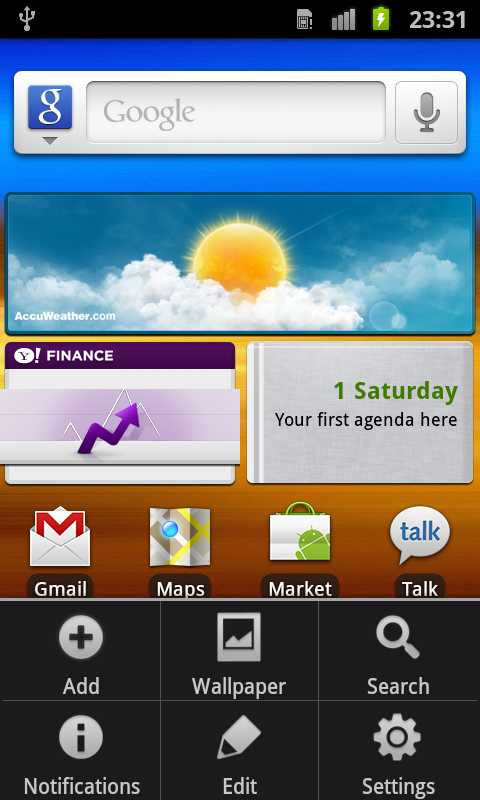 23:31
g
Google
AccuWeather.com
Y! FINANCE
1 Saturday
Your first agenda here
talk
Gmail
Maps
Market
Talk
Add
Wallpaper
Search
Notifications
Edit
Settings